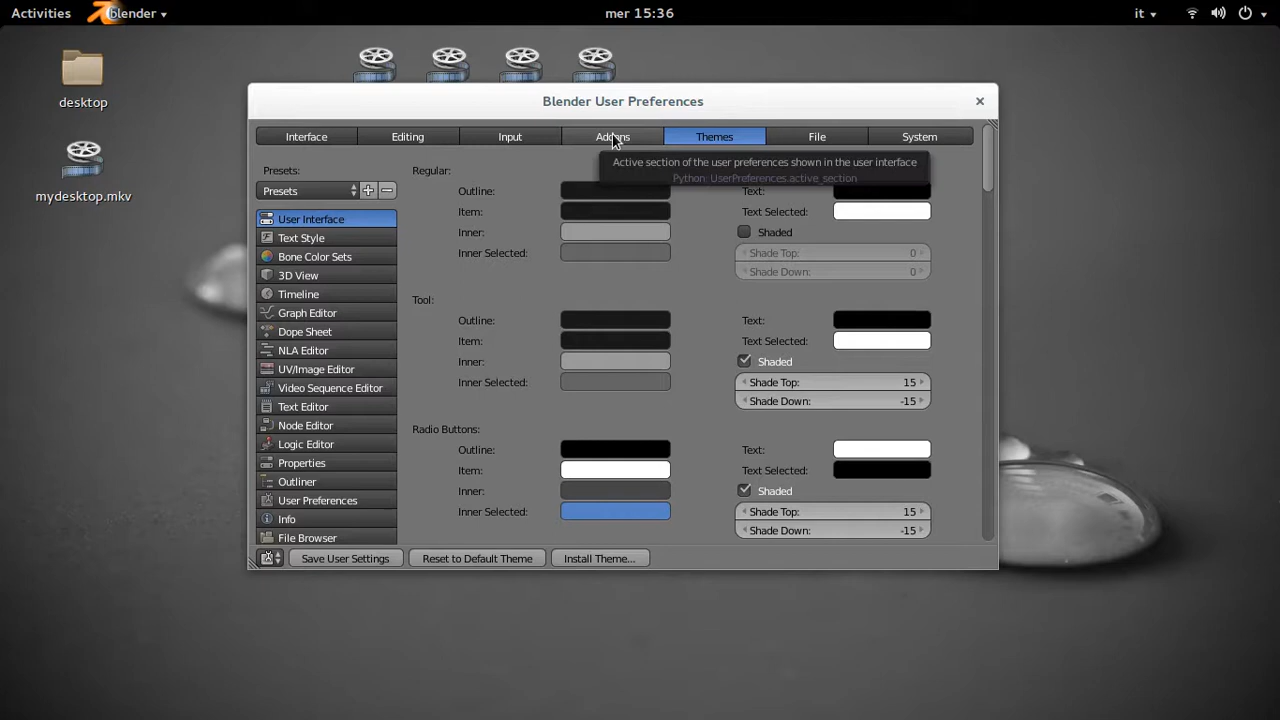 Activities blender mer 15:36 it
desktop
mydesktop.mkv
Blender User Preferences
Interface Editing Input Addons Themes File System
Active section of the user preferences shown in the user interface
Python: UserPreferences.active_section
Presets:
Presets
User Interface
Text Style
Bone Color Sets
3D View
Timeline
Graph Editor
Dope Sheet
NLA Editor
UV/Image Editor
Video Sequence Editor
Text Editor
Node Editor
Logic Editor
Properties
Outliner
User Preferences
Info
File Browser
Regular:
Outline: Text:
Item: Text Selected:
Inner: Shaded
Inner Selected: Shade Top: 0
Shade Down: 0
Tool:
Outline: Text:
Item: Text Selected:
Inner: Shaded
Inner Selected: Shade Top: 15
Shade Down: -15
Radio Buttons:
Outline: Text:
Item: Text Selected:
Inner: Shaded
Inner Selected: Shade Top: 15
Shade Down: -15
Save User Settings Reset to Default Theme Install Theme...